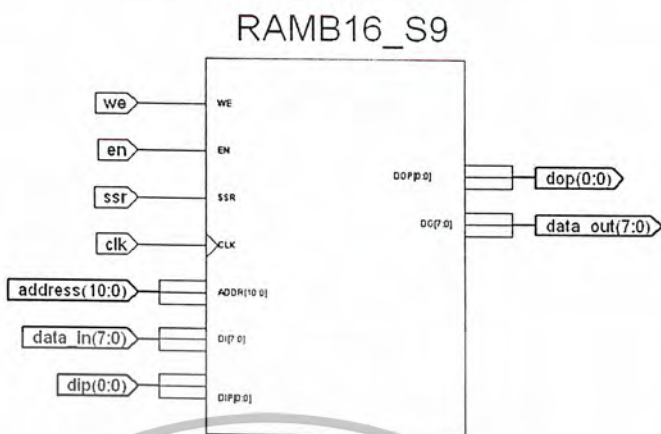 RAMB16_S9
we
WE
en
EN
ssr
SSR
clk
CLK
address(10:0)
ADDR[10:0]
data_in(7:0)
DI[7:0]
dip(0:0)
DIP[0:0]
DOP[0:0]
dop(0:0)
DO[7:0]
data_out(7:0)